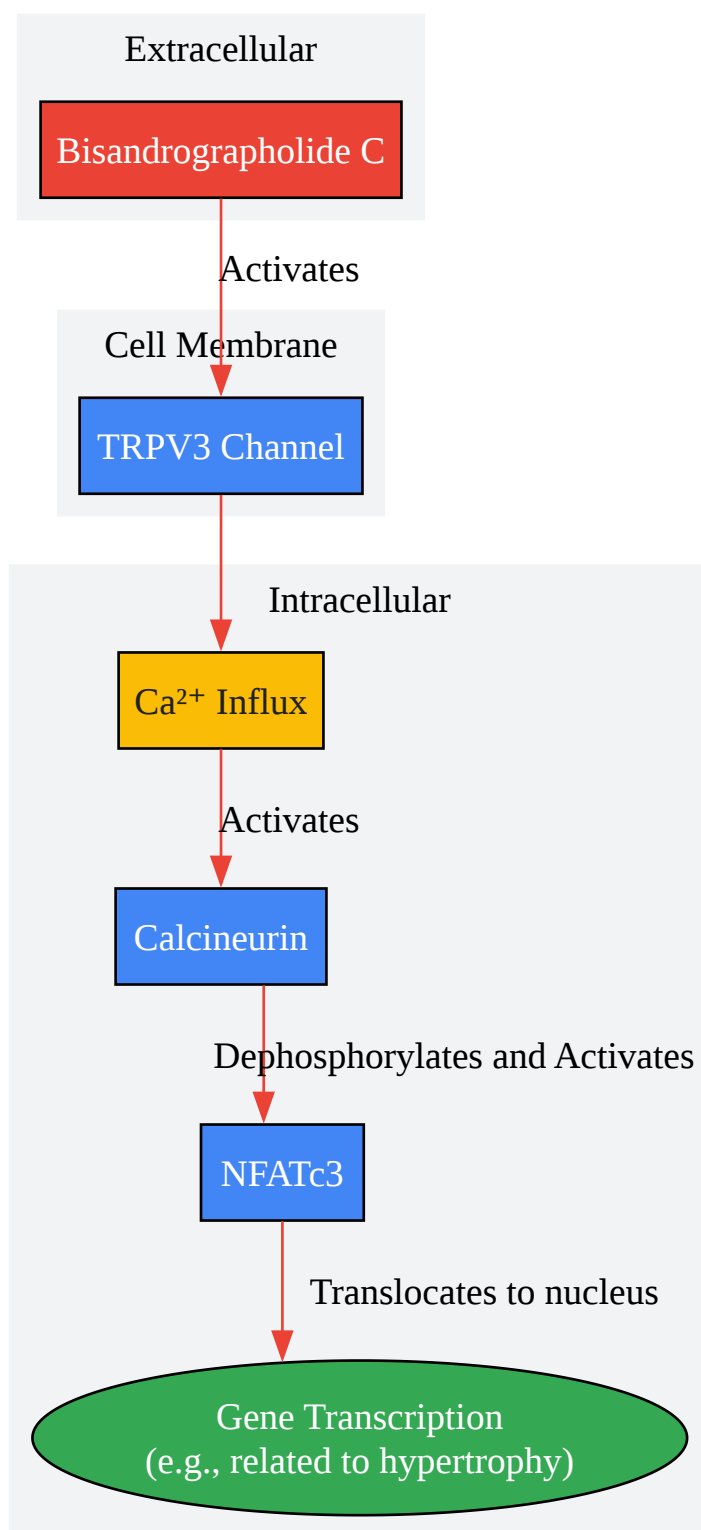 Extracellular
Bisandrographolide C
Activates
Cell Membrane
TRPV3 Channel
Intracellular
Ca²⁺ Influx
Activates
Calcineurin
Dephosphorylates and Activates
NFATc3
Translocates to nucleus
Gene Transcription
(e.g., related to hypertrophy)